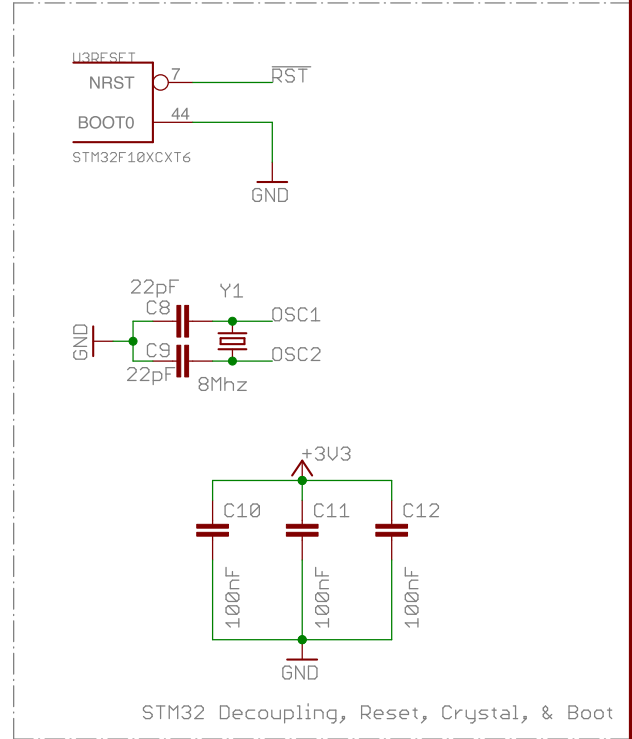 U3RESET
NRST
7
RST
BOOT0
44
STM32F10XCXT6
GND
22pF
Y1
C8
OSC1
GND
C9
OSC2
22pF
8Mhz
+3V3
C10
C11
C12
100nF
100nF
100nF
GND
STM32 Decoupling, Reset, Crystal, & Boot